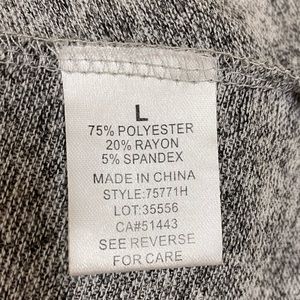 L
75% POLYESTER
20% RAYON
5% SPANDEX
MADE IN CHINA
STYLE:75771H
LOT:35556
CA#51443
SEE REVERSE
FOR CARE